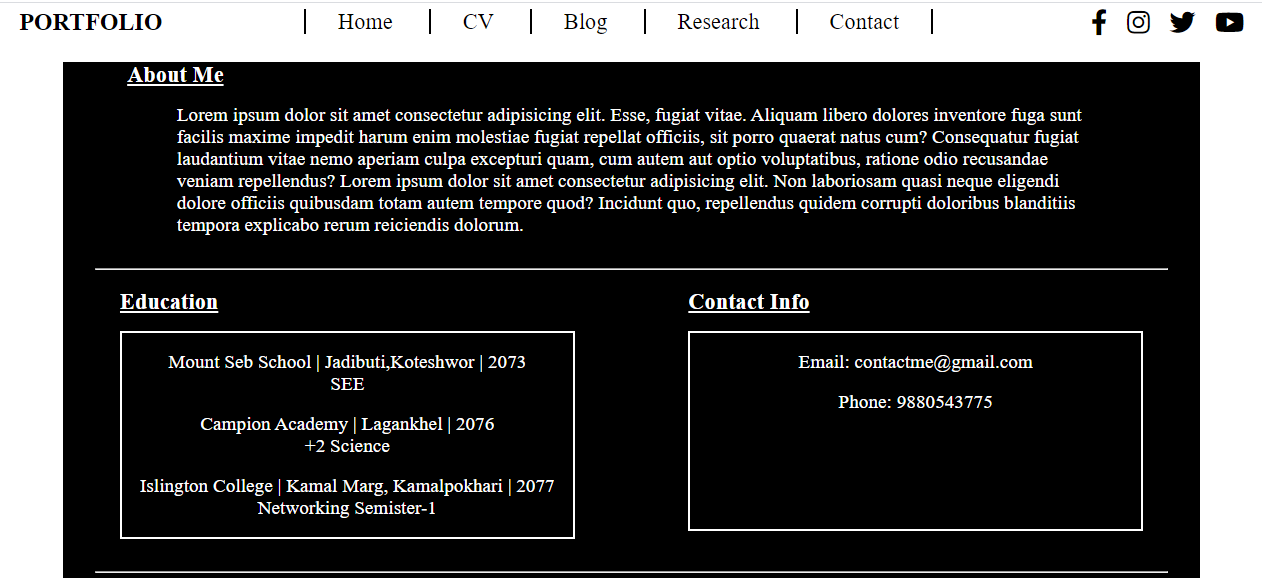 PORTFOLIO
Home
CV
Blog
Research
Contact
About Me
Lorem ipsum dolor sit amet consectetur adipisicing elit. Esse, fugiat vitae. Aliquam libero dolores inventore fuga sunt
facilis maxime impedit harum enim molestiae fugiat repellat officiis, sit porro quaerat natus cum? Consequatur fugiat
laudantium vitae nemo aperiam culpa excepturi quam, cum autem aut optio voluptatibus, ratione odio recusandae
veniam repellendus? Lorem ipsum dolor sit amet consectetur adipisicing elit. Non laboriosam quasi neque eligendi
dolore officiis quibusdam totam autem tempore quod? Incidunt quo, repellendus quidem corrupti doloribus blanditiis
tempora explicabo rerum reiciendis dolorum.
Education
Mount Seb School | Jadibuti,Koteshwor | 2073
SEE
Campion Academy | Lagankhel | 2076
+2 Science
Islington College | Kamal Marg, Kamalpokhari | 2077
Networking Semister-1
Contact Info
Email: contactme@gmail.com
Phone: 9880543775